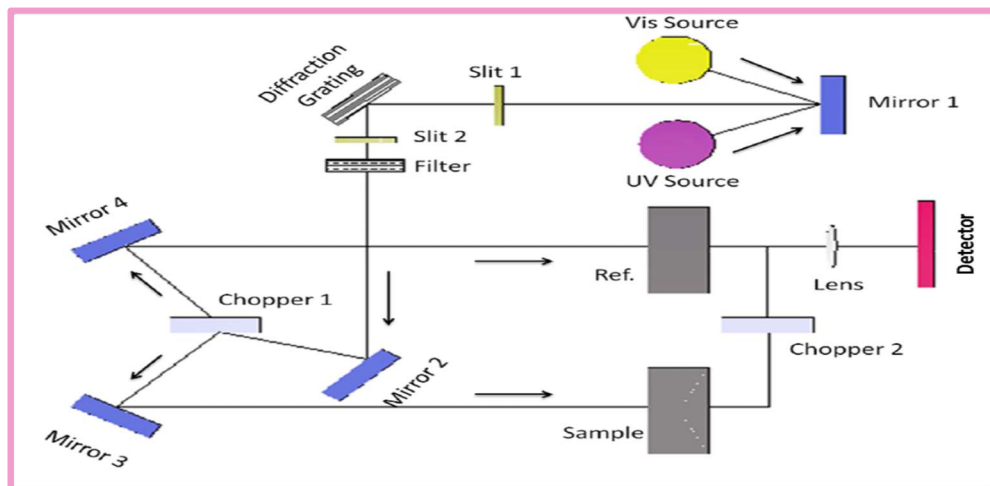 Vis Source
Diffraction
Grating
Slit 1
Mirror 1
Slit 2
Filter
UV Source
Mirror 4
Ref.
Lens
Detector
Chopper 1
Mirror 2
Chopper 2
Mirror 3
Sample